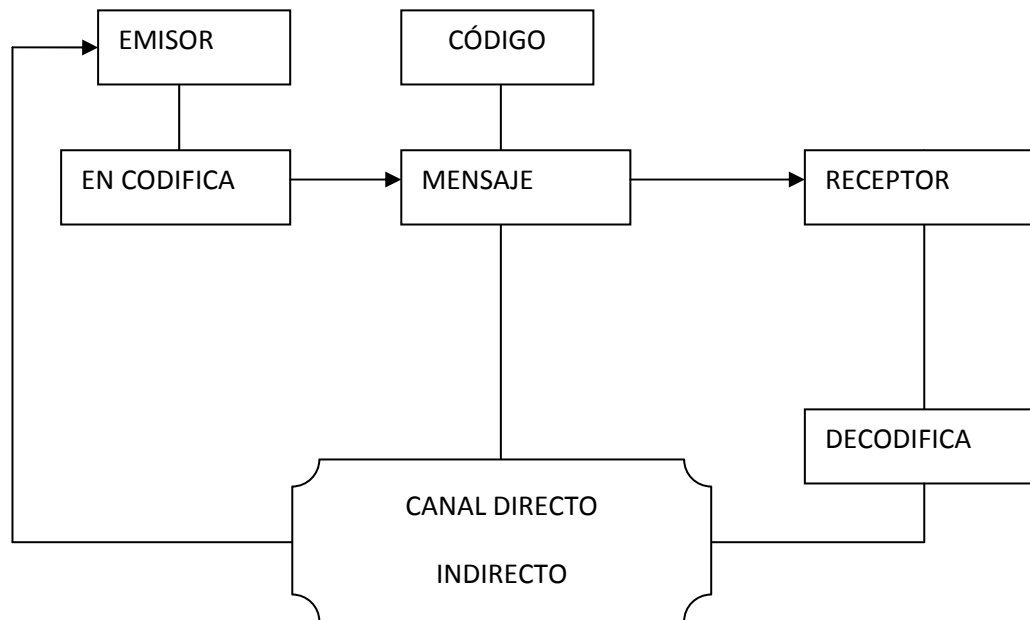 EMISOR
CÓDIGO
EN CODIFICA
MENSAJE
RECEPTOR
DECODIFICA
CANAL DIRECTO
INDIRECTO